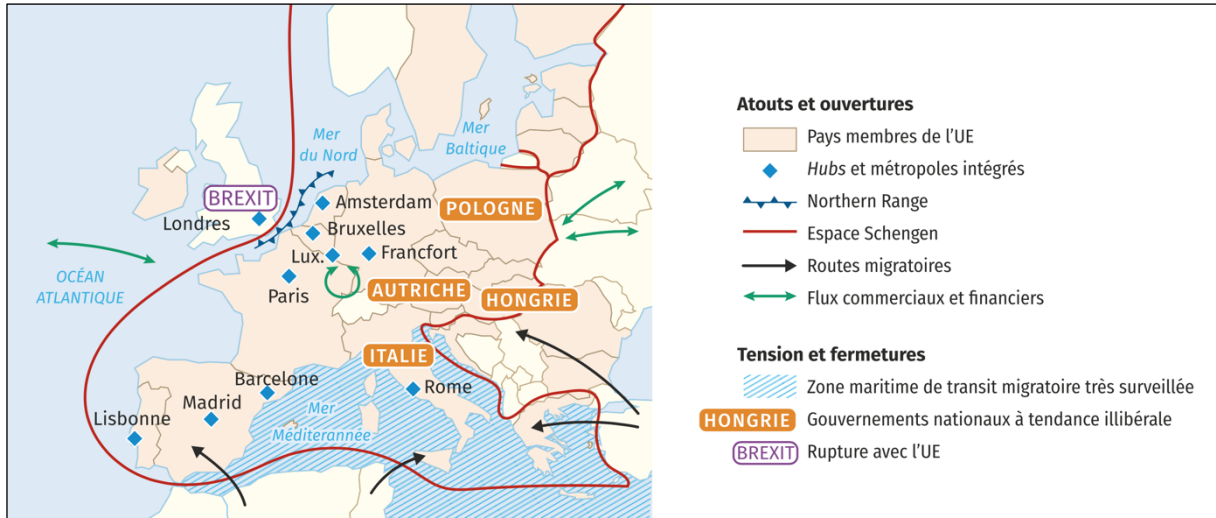 Mer
du Nord
Mer
Baltique
BREXIT
Londres
Amsterdam
POLOGNE
Bruxelles
Lux.
Francfort
OCÉAN
ATLANTIQUE
Paris
AUTRICHE
HONGRIE
ITALIE
Barcelone
Rome
Madrid
Lisbonne
Mer
Méditerannée
Atouts et ouvertures
Pays membres de l'UE
Hubs et métropoles intégrés
Northern Range
Espace Schengen
Routes migratoires
Flux commerciaux et financiers
Tension et fermetures
Zone maritime de transit migratoire très surveillée
HONGRIE Gouvernements nationaux à tendance illibérale
BREXIT Rupture avec l'UE